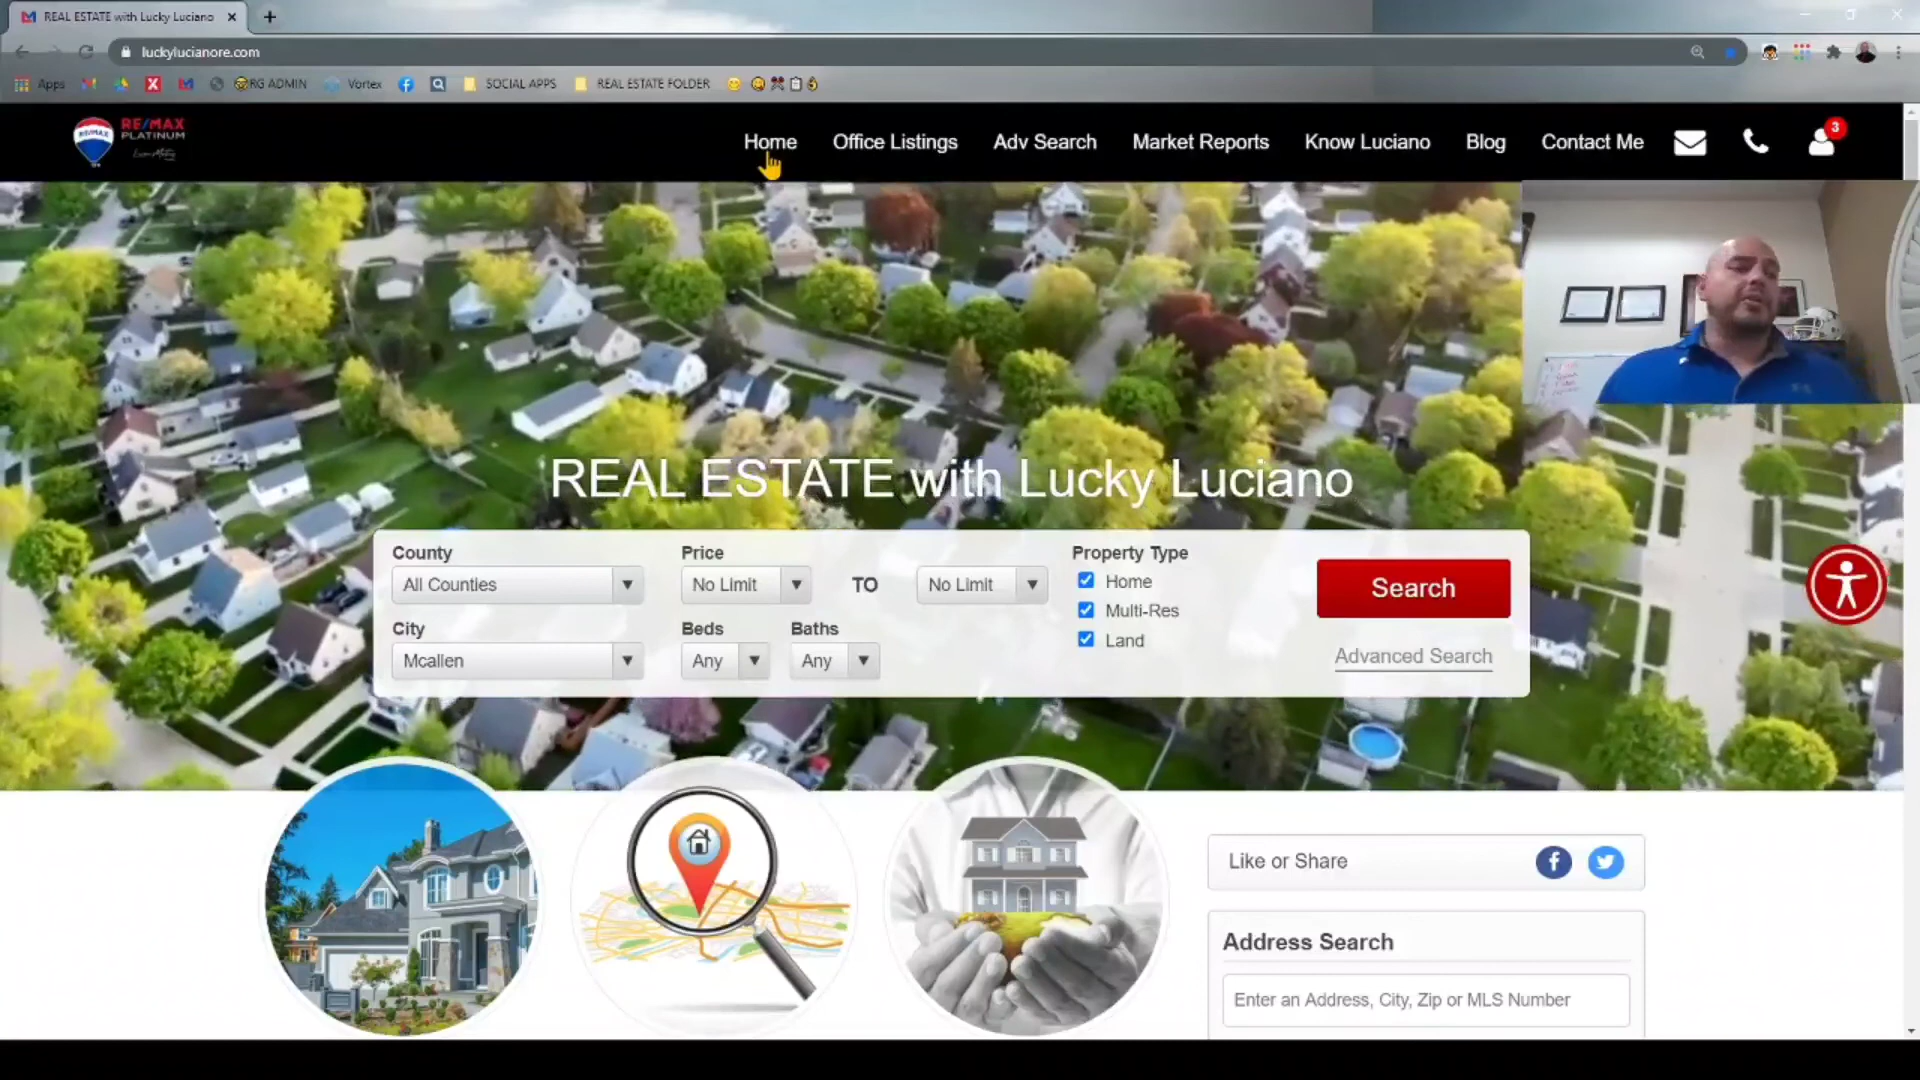 REAL ESTATE with Lucky Luciano
luckylucianore.com
Apps
RG ADMIN
Vortex
SOCIAL APPS
REAL ESTATE FOLDER
RE/MAX
RE/MAX
PLATINUM
Home
Office Listings
Adv Search
Market Reports
Know Luciano
Blog
Contact Me
3
REAL ESTATE with Lucky Luciano
County
Price
Property Type
All Counties
No Limit
TO
No Limit
Home
Search
Multi-Res
City
Beds
Baths
Land
Mcallen
Any
Any
Advanced Search
Like or Share
Address Search
Enter an Address, City, Zip or MLS Number